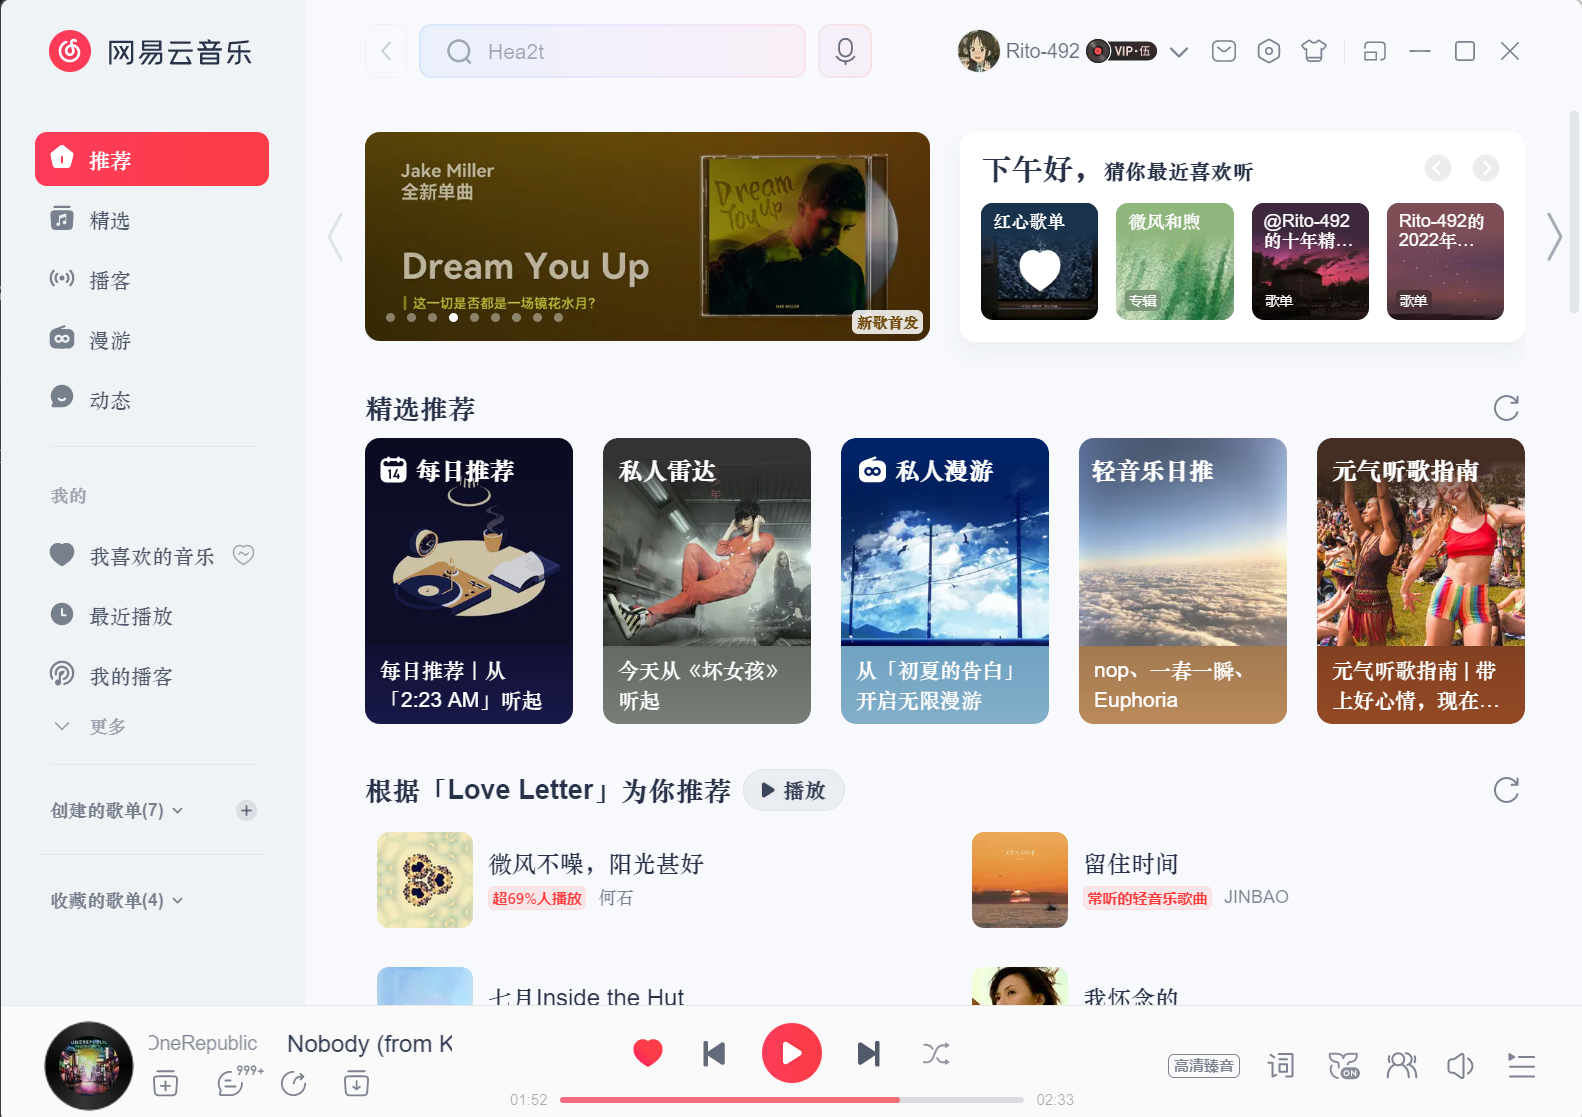 网易云音乐
Hea2t
Rito-492
VIP·伍
推荐
精选
播客
漫游
动态
我的
我喜欢的音乐
最近播放
我的播客
更多
创建的歌单(7)
收藏的歌单(4)
Jake Miller
全新单曲
Dream You Up
这一切是否都是一场镜花水月?
Dream
You Up
JAKE MILLER
新歌首发
下午好，猜你最近喜欢听
红心歌单
微风和煦
专辑
@Rito-492
的十年精...
歌单
Rito-492的
2022年...
歌单
精选推荐
14 每日推荐
每日推荐 | 从
「2:23 AM」听起
私人雷达
今天从《坏女孩》
听起
私人漫游
从「初夏的告白」
开启无限漫游
轻音乐日推
nop、一春一瞬、
Euphoria
元气听歌指南
元气听歌指南 | 带
上好心情，现在...
根据「Love Letter」为你推荐
播放
微风不噪，阳光甚好
超69%人播放 何石
留住时间
常听的轻音乐歌曲 JINBAO
七月Inside the Hut
我怀念的
ONEREPUBLIC
OneRepublic
Nobody (from K
999+
01:52
02:33
高清臻音
词
ON